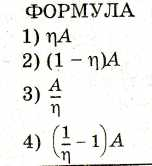 ФОРМУЛА
1) ηA
2) (1 − η)A
3) A/η
4) (1/η − 1)A